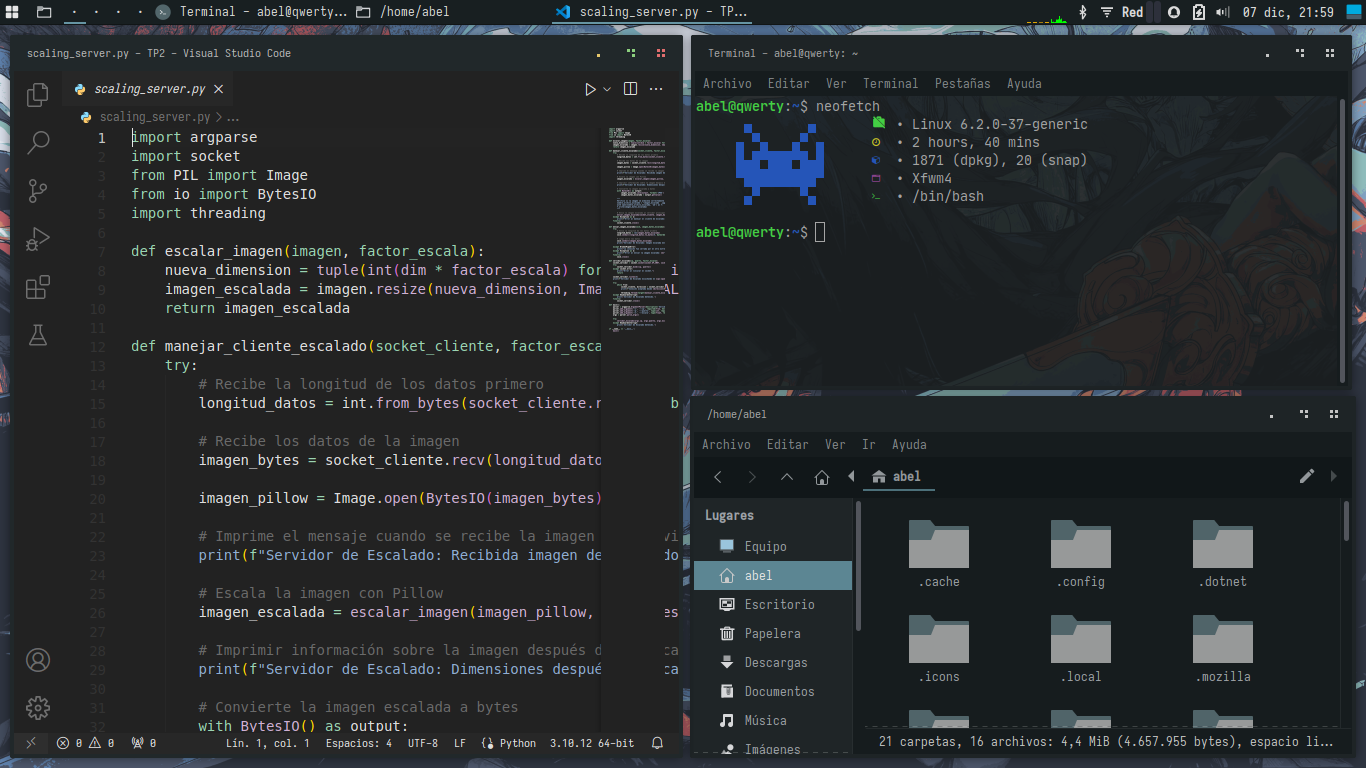 Terminal - abel@qwerty:...
/home/abel
scaling_server.py - TP...
Red
07 dic, 21:59
scaling_server.py - TP2 - Visual Studio Code
scaling_server.py
scaling_server.py > ...
1 import argparse
2 import socket
3 from PIL import Image
4 from io import BytesIO
5 import threading
6
7 def escalar_imagen(imagen, factor_escala):
8 nueva_dimension = tuple(int(dim * factor_escala) for i
9 imagen_escalada = imagen.resize(nueva_dimension, Ima AL
10 return imagen_escalada
11
12 def manejar_cliente_escalado(socket_cliente, factor_esca
13 try:
14 # Recibe la longitud de los datos primero
15 longitud_datos = int.from_bytes(socket_cliente.r b
16
17 # Recibe los datos de la imagen
18 imagen_bytes = socket_cliente.recv(longitud_dato
19
20 imagen_pillow = Image.open(BytesIO(imagen_bytes)
21
22 # Imprime el mensaje cuando se recibe la imagen vi
23 print(f"Servidor de Escalado: Recibida imagen de do
24
25 # Escala la imagen con Pillow
26 imagen_escalada = escalar_imagen(imagen_pillow, es
27
28 # Imprimir información sobre la imagen después d ca
29 print(f"Servidor de Escalado: Dimensiones despué ca
30
31 # Convierte la imagen escalada a bytes
32 with BytesIO() as output:
0 0 0
Lín. 1, col. 1 Espacios: 4 UTF-8 LF Python 3.10.12 64-bit
Terminal - abel@qwerty: ~
Archivo Editar Ver Terminal Pestañas Ayuda
abel@qwerty:~$ neofetch
• Linux 6.2.0-37-generic
• 2 hours, 40 mins
• 1871 (dpkg), 20 (snap)
• Xfwm4
• /bin/bash
abel@qwerty:~$
/home/abel
Archivo Editar Ver Ir Ayuda
abel
Lugares
Equipo
abel
Escritorio
Papelera
Descargas
Documentos
Música
Imágenes
.cache .config .dotnet
.icons .local .mozilla
21 carpetas, 16 archivos: 4,4 MiB (4.657.955 bytes), espacio li...